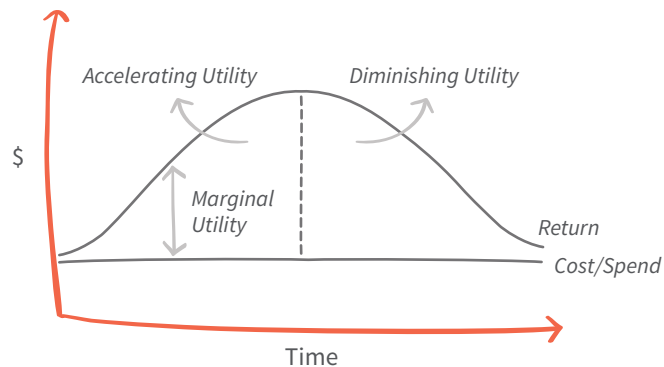 Accelerating Utility
Diminishing Utility
$
Marginal
Utility
Return
Cost/Spend
Time